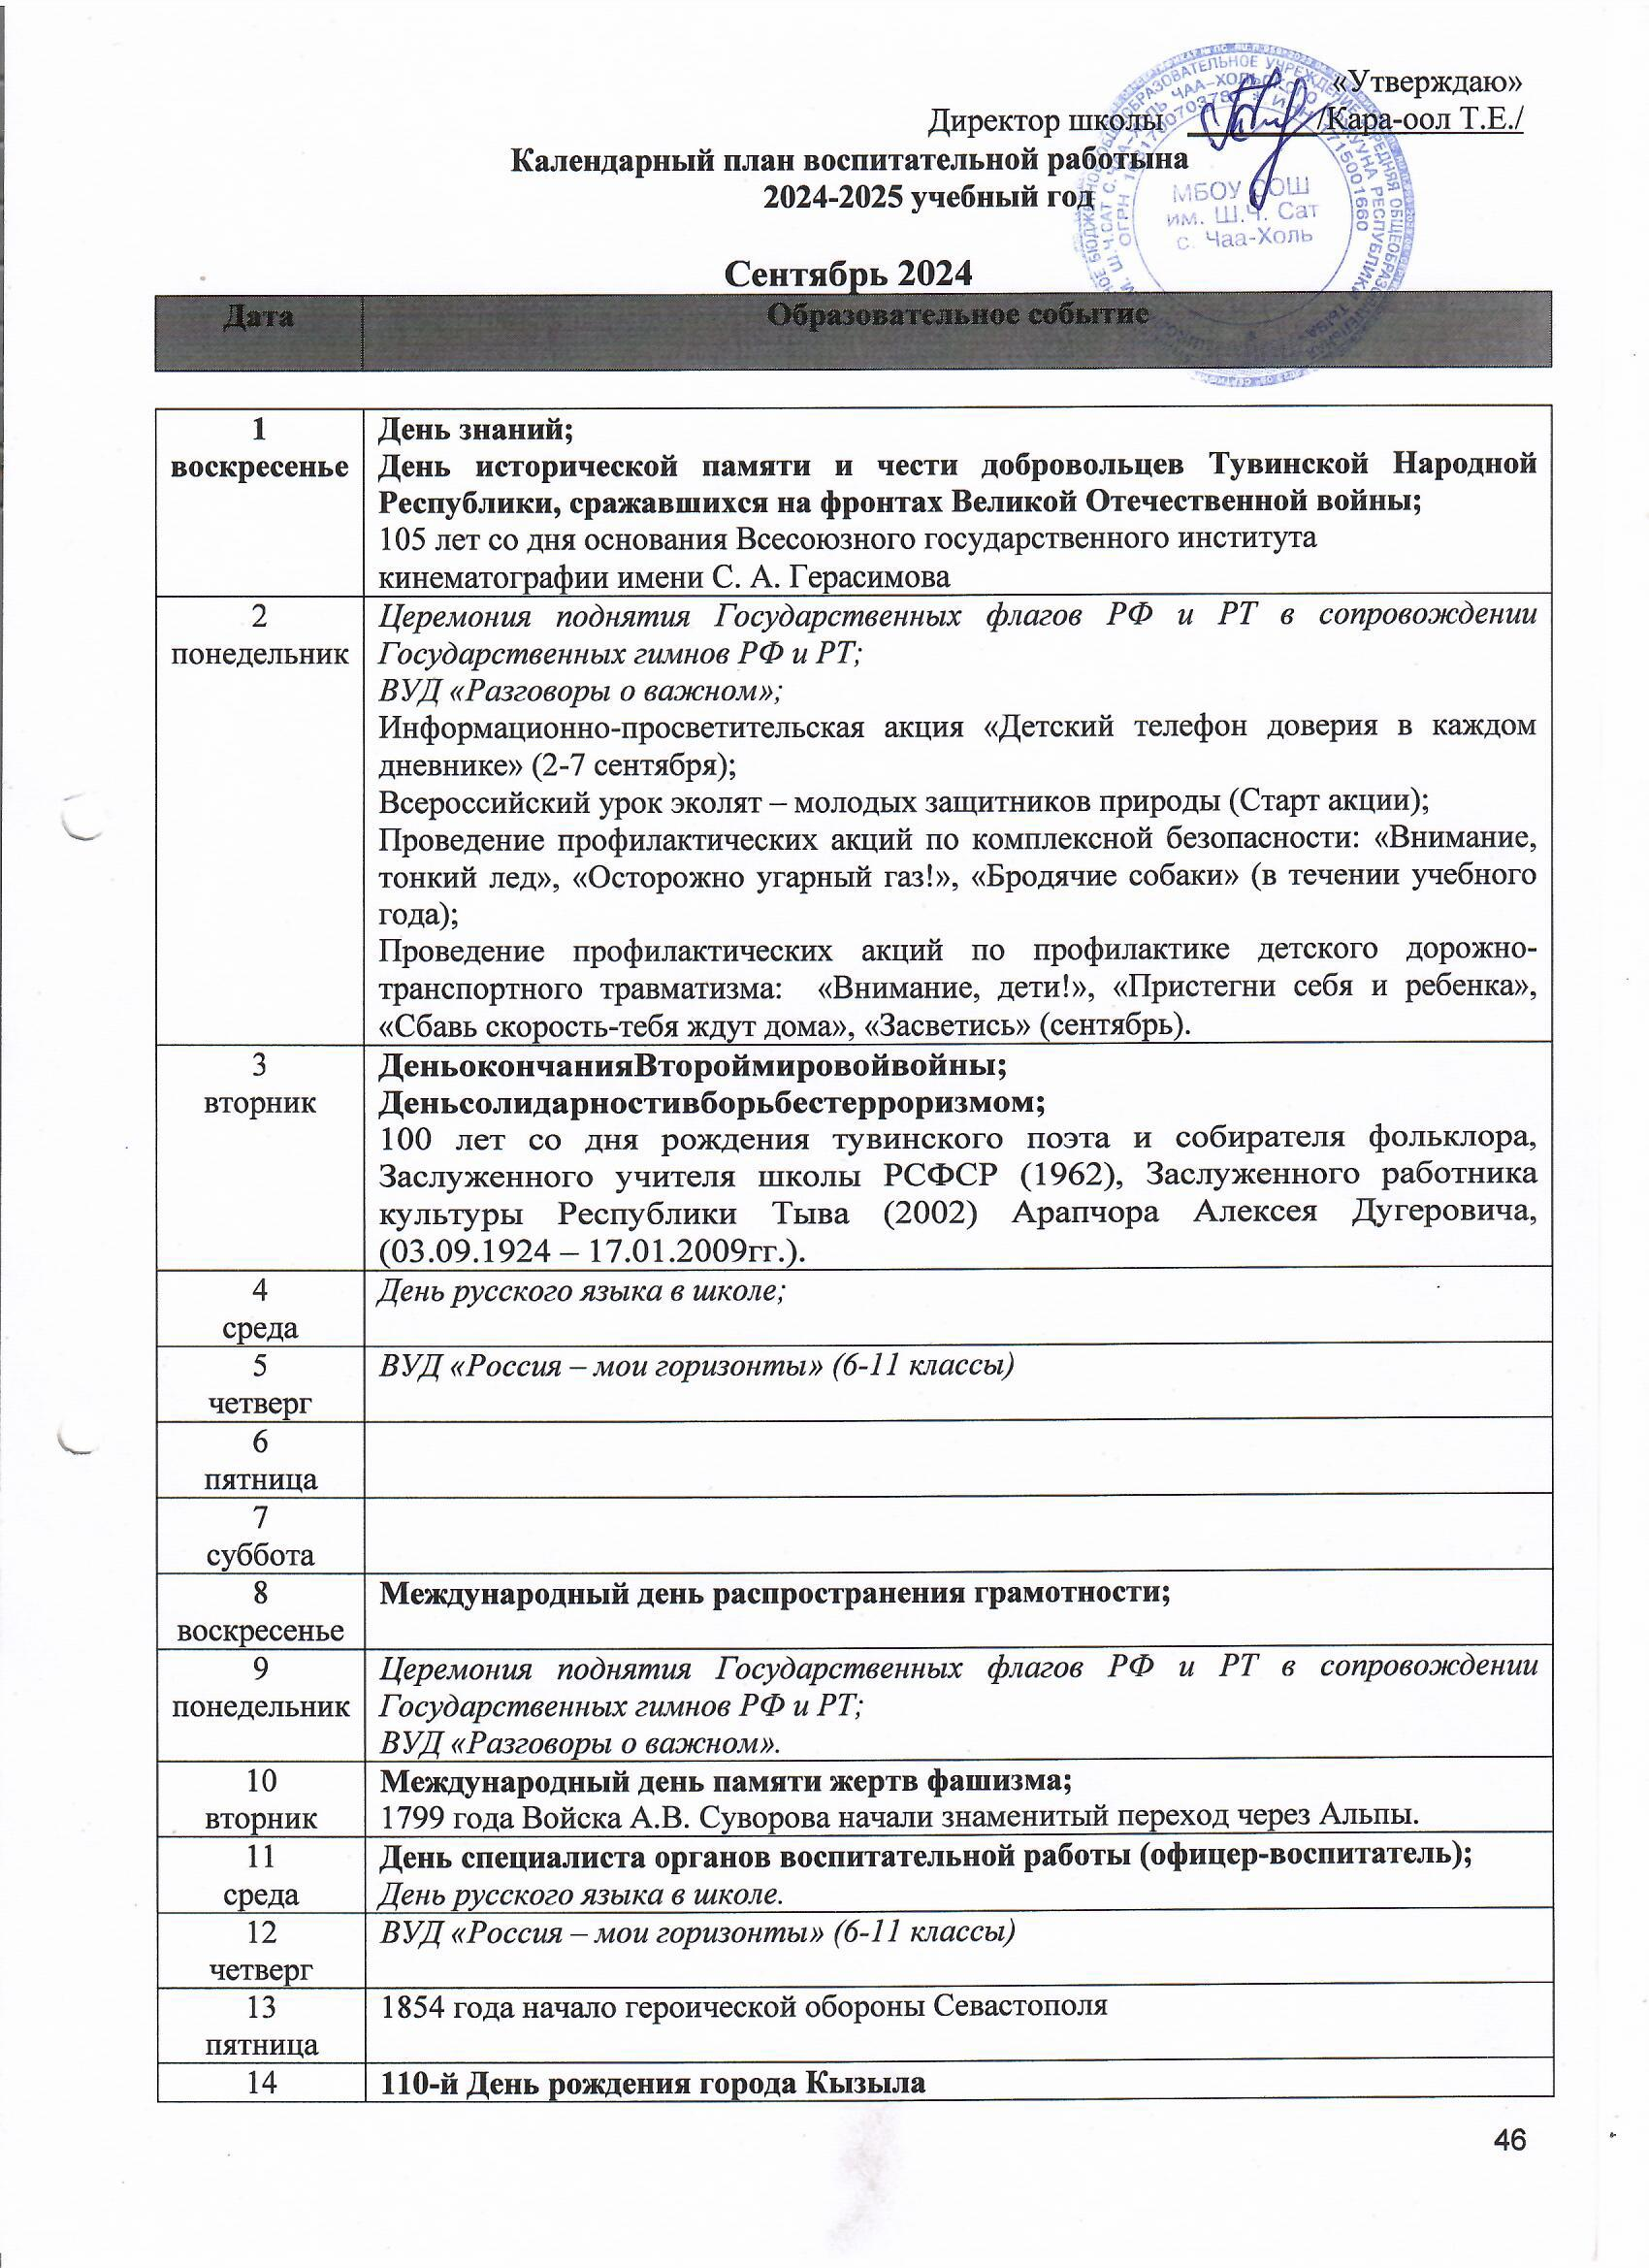 «Утверждаю»
Директор школы /Кара-оол Т.Е./
Календарный план воспитательной работына
2024-2025 учебный год
МБОУ СОШ
им. Ш.Ч. Сат
с. Чаа-Холь
Сентябрь 2024
Дата Образовательное событие
1 День знаний;
воскресенье День исторической памяти и чести добровольцев Тувинской Народной
Республики, сражавшихся на фронтах Великой Отечественной войны;
105 лет со дня основания Всесоюзного государственного института
кинематографии имени С. А. Герасимова
2 Церемония поднятия Государственных флагов РФ и РТ в сопровождении
понедельник Государственных гимнов РФ и РТ;
ВУД «Разговоры о важном»;
Информационно-просветительская акция «Детский телефон доверия в каждом
дневнике» (2-7 сентября);
Всероссийский урок эколят – молодых защитников природы (Старт акции);
Проведение профилактических акций по комплексной безопасности: «Внимание,
тонкий лед», «Осторожно угарный газ!», «Бродячие собаки» (в течении учебного
года);
Проведение профилактических акций по профилактике детского дорожно-
транспортного травматизма: «Внимание, дети!», «Пристегни себя и ребенка»,
«Сбавь скорость-тебя ждут дома», «Засветись» (сентябрь).
3 ДеньокончанияВтороймировойвойны;
вторник Деньсолидарностивборьбестерроризмом;
100 лет со дня рождения тувинского поэта и собирателя фольклора,
Заслуженного учителя школы РСФСР (1962), Заслуженного работника
культуры Республики Тыва (2002) Арапчора Алексея Дугеровича,
(03.09.1924 – 17.01.2009гг.).
4 День русского языка в школе;
среда
5 ВУД «Россия – мои горизонты» (6-11 классы)
четверг
6
пятница
7
суббота
8 Международный день распространения грамотности;
воскресенье
9 Церемония поднятия Государственных флагов РФ и РТ в сопровождении
понедельник Государственных гимнов РФ и РТ;
ВУД «Разговоры о важном».
10 Международный день памяти жертв фашизма;
вторник 1799 года Войска А.В. Суворова начали знаменитый переход через Альпы.
11 День специалиста органов воспитательной работы (офицер-воспитатель);
среда День русского языка в школе.
12 ВУД «Россия – мои горизонты» (6-11 классы)
четверг
13 1854 года начало героической обороны Севастополя
пятница
14 110-й День рождения города Кызыла
46